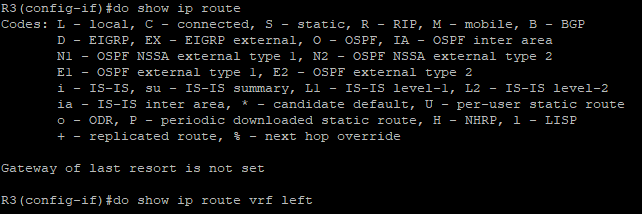 R3(config-if)#do show ip route
Codes: L - local, C - connected, S - static, R - RIP, M - mobile, B - BGP
D - EIGRP, EX - EIGRP external, O - OSPF, IA - OSPF inter area
N1 - OSPF NSSA external type 1, N2 - OSPF NSSA external type 2
E1 - OSPF external type 1, E2 - OSPF external type 2
i - IS-IS, su - IS-IS summary, L1 - IS-IS level-1, L2 - IS-IS level-2
ia - IS-IS inter area, * - candidate default, U - per-user static route
o - ODR, P - periodic downloaded static route, H - NHRP, l - LISP
+ - replicated route, % - next hop override
Gateway of last resort is not set
R3(config-if)#do show ip route vrf left